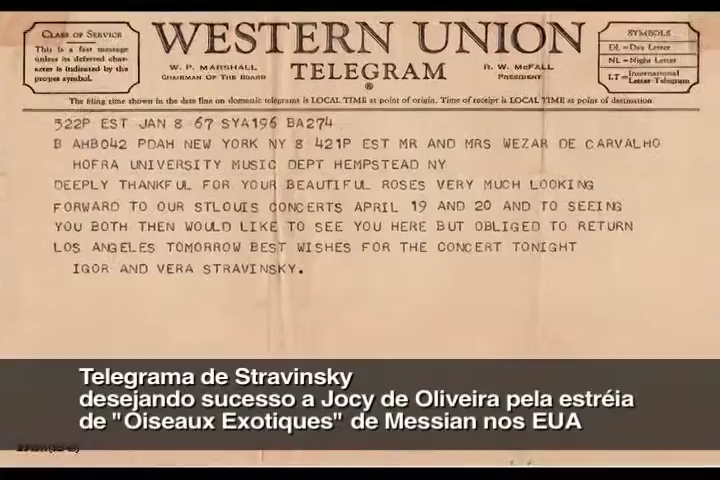 CLASS OF SERVICE
This is a fast message
unless its deferred char-
acter is indicated by the
proper symbol.
WESTERN UNION
TELEGRAM
®
W. P. MARSHALL
CHAIRMAN OF THE BOARD
R. W. McFALL
PRESIDENT
SYMBOLS
DL = Day Letter
NL = Night Letter
LT = International Letter Telegram
The filing time shown in the date line on domestic telegrams is LOCAL TIME at point of origin. Time of receipt is LOCAL TIME at point of destination
522P EST JAN 8 67 SYA196 BA274
B AHB042 PDAH NEW YORK NY 8 421P EST MR AND MRS WEZAR DE CARVALHO
HOFRA UNIVERSITY MUSIC DEPT HEMPSTEAD NY
DEEPLY THANKFUL FOR YOUR BEAUTIFUL ROSES VERY MUCH LOOKING
FORWARD TO OUR STLOUIS CONCERTS APRIL 19 AND 20 AND TO SEEING
YOU BOTH THEN WOULD LIKE TO SEE YOU HERE BUT OBLIGED TO RETURN
LOS ANGELES TOMORROW BEST WISHES FOR THE CONCERT TONIGHT
IGOR AND VERA STRAVINSKY.
Telegrama de Stravinsky
desejando sucesso a Jocy de Oliveira pela estréia
de "Oiseaux Exotiques" de Messian nos EUA